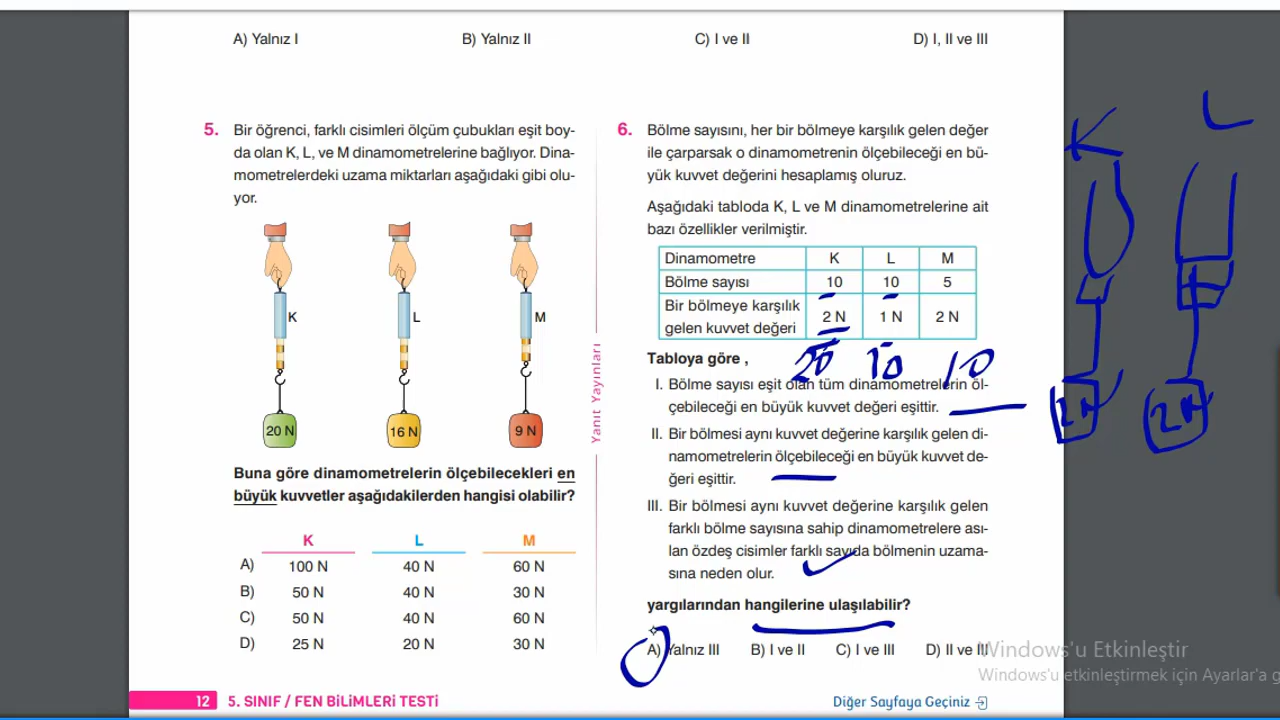 A) Yalnız I B) Yalnız II C) I ve II D) I, II ve III
5. Bir öğrenci, farklı cisimleri ölçüm çubukları eşit boy-
da olan K, L, ve M dinamometrelerine bağlıyor. Dina-
mometrelerdeki uzama miktarları aşağıdaki gibi olu-
yor.
K L M
20 N 16 N 9 N
Buna göre dinamometrelerin ölçebilecekleri en
büyük kuvvetler aşağıdakilerden hangisi olabilir?
K L M
A) 100 N 40 N 60 N
B) 50 N 40 N 30 N
C) 50 N 40 N 60 N
D) 25 N 20 N 30 N
Yanıt Yayınları
6. Bölme sayısını, her bir bölmeye karşılık gelen değer
ile çarparsak o dinamometrenin ölçebileceği en bü-
yük kuvvet değerini hesaplamış oluruz.
Aşağıdaki tabloda K, L ve M dinamometrelerine ait
bazı özellikler verilmiştir.
Dinamometre K L M
Bölme sayısı 10 10 5
Bir bölmeye karşılık
gelen kuvvet değeri 2 N 1 N 2 N
20 10 10
Tabloya göre ,
I. Bölme sayısı eşit olan tüm dinamometrelerin öl-
çebileceği en büyük kuvvet değeri eşittir.
II. Bir bölmesi aynı kuvvet değerine karşılık gelen di-
namometrelerin ölçebileceği en büyük kuvvet de-
ğeri eşittir.
III. Bir bölmesi aynı kuvvet değerine karşılık gelen
farklı bölme sayısına sahip dinamometrelere ası-
lan özdeş cisimler farklı sayıda bölmenin uzama-
sına neden olur.
yargılarından hangilerine ulaşılabilir?
A) Yalnız III B) I ve II C) I ve III D) II ve III
K L
2N 2N
Windows'u Etkinleştir
Windows'u etkinleştirmek için Ayarlar'a g
12 5. SINIF / FEN BİLİMLERİ TESTİ
Diğer Sayfaya Geçiniz